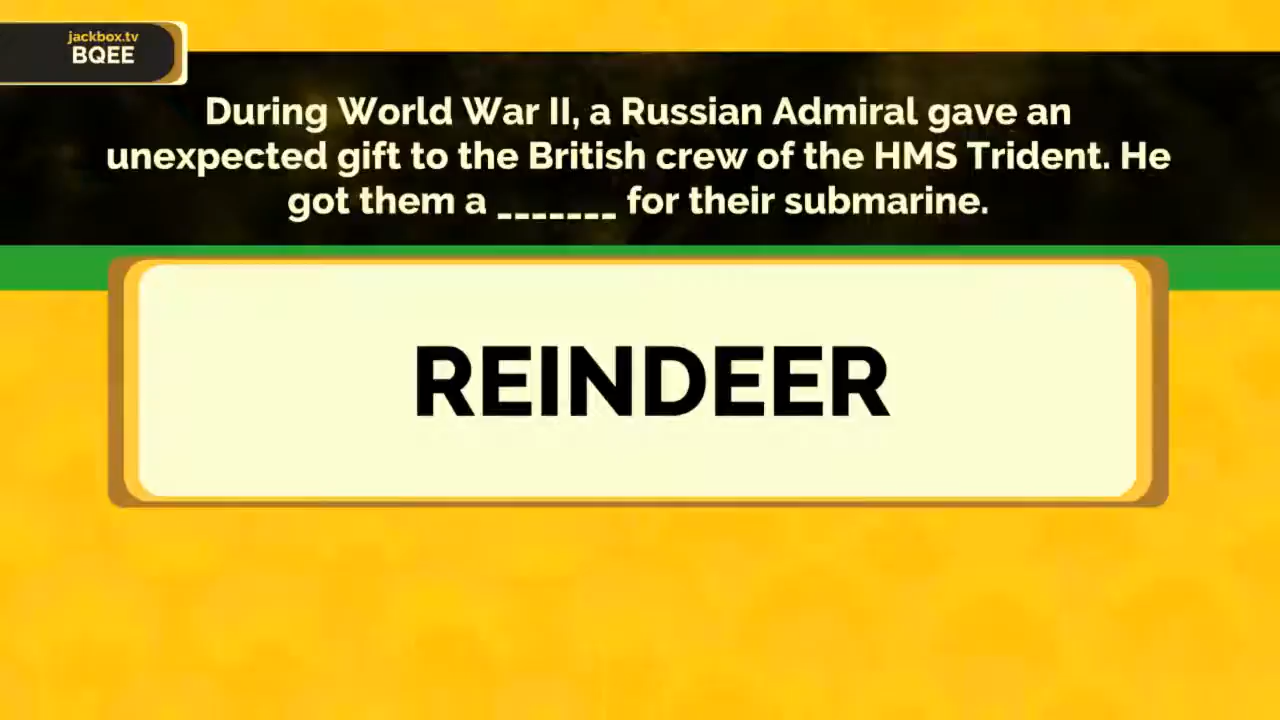 jackbox.tv
BQEE
During World War II, a Russian Admiral gave an
unexpected gift to the British crew of the HMS Trident. He
got them a _______ for their submarine.
REINDEER